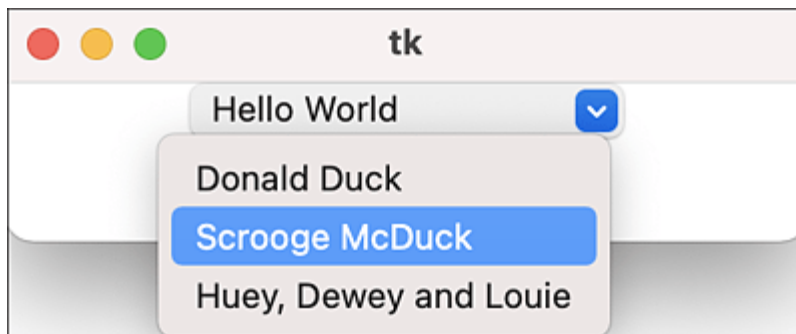 tk
Hello World
Donald Duck
Scrooge McDuck
Huey, Dewey and Louie